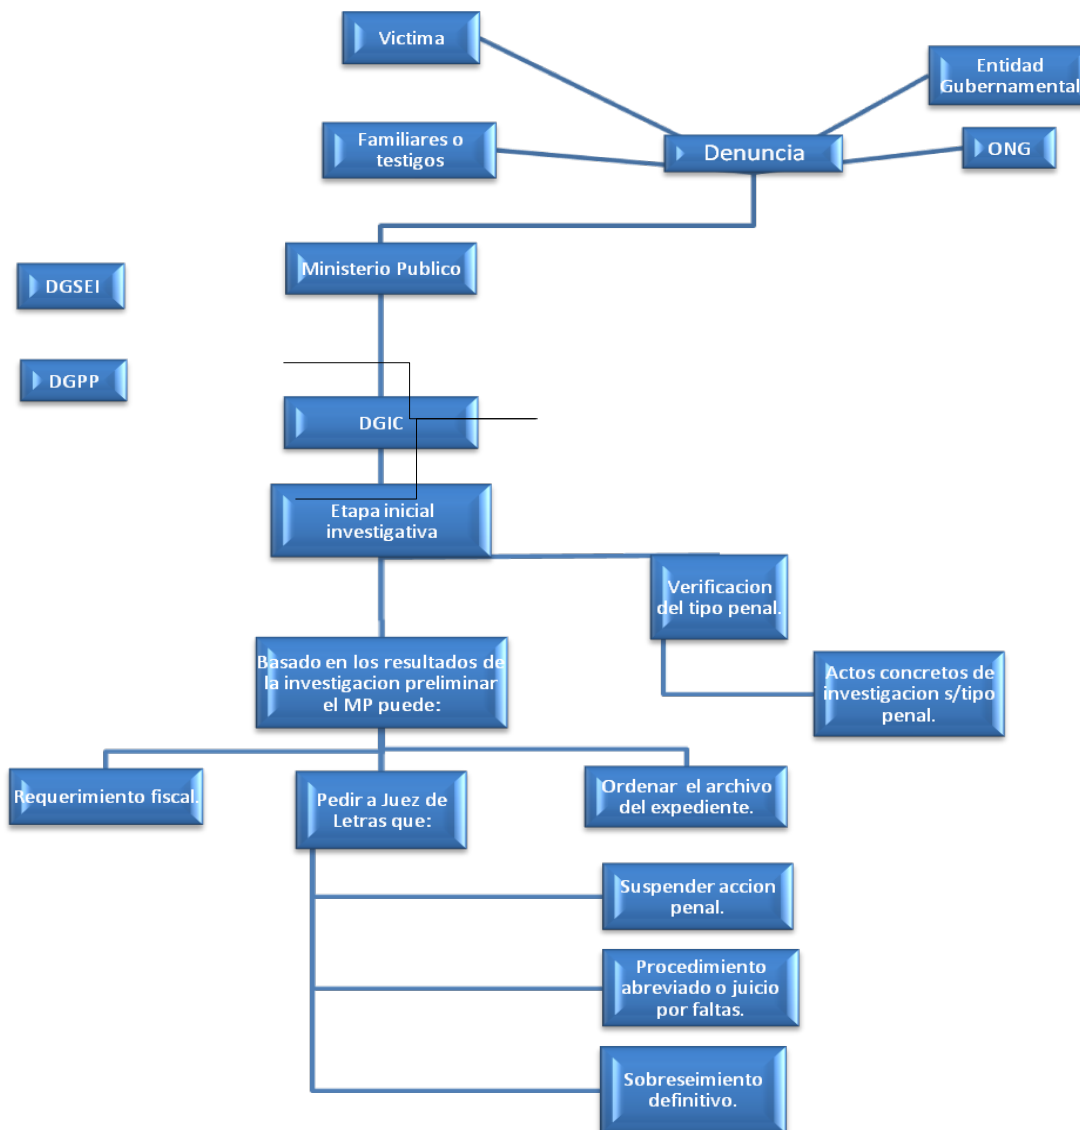 Victima
Entidad
Gubernamental
Familiares o
testigos
Denuncia
ONG
Ministerio Publico
DGSEI
DGPP
DGIC
Etapa inicial
investigativa
Verificacion
del tipo penal.
Basado en los resultados de
la investigacion preliminar
el MP puede:
Actos concretos de
investigacion s/tipo
penal.
Requerimiento fiscal.
Pedir a Juez de
Letras que:
Ordenar el archivo
del expediente.
Suspender accion
penal.
Procedimiento
abreviado o juicio
por faltas.
Sobreseimiento
definitivo.